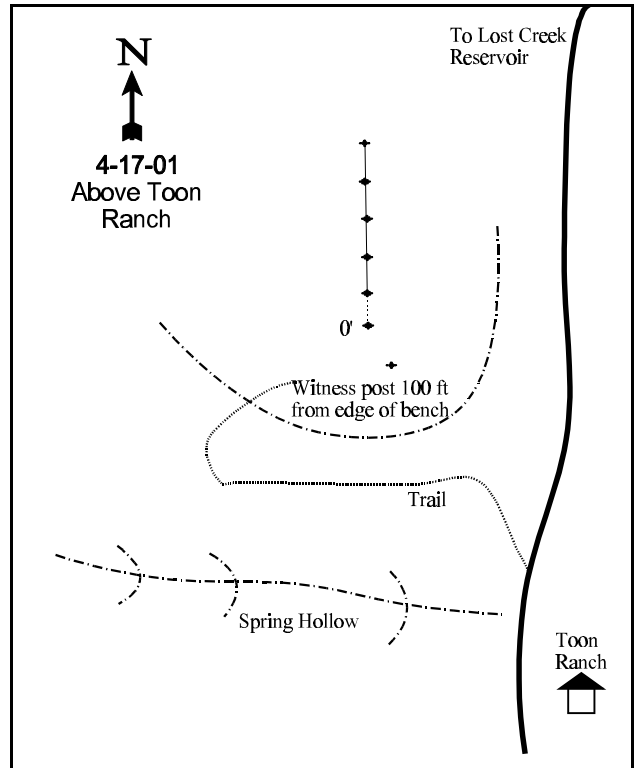 To Lost Creek
Reservoir
N
4-17-01
Above Toon
Ranch
0'
Witness post 100 ft
from edge of bench
Trail
Spring Hollow
Toon
Ranch